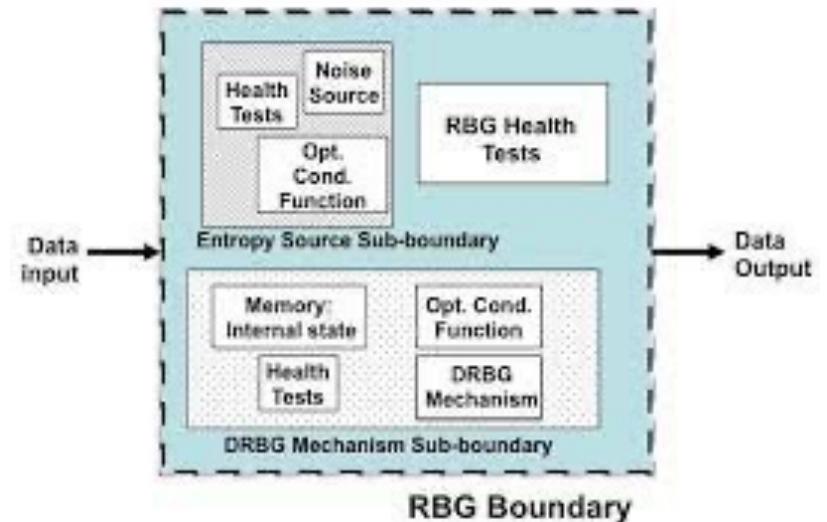 Noise
Source
Health
Tests
Opt.
Cond.
Function
RBG Health
Tests
Entropy Source Sub-boundary
Data
input
Data
Output
Memory:
Internal state
Opt. Cond.
Function
Health
Tests
DRBG
Mechanism
DRBG Mechanism Sub-boundary
RBG Boundary